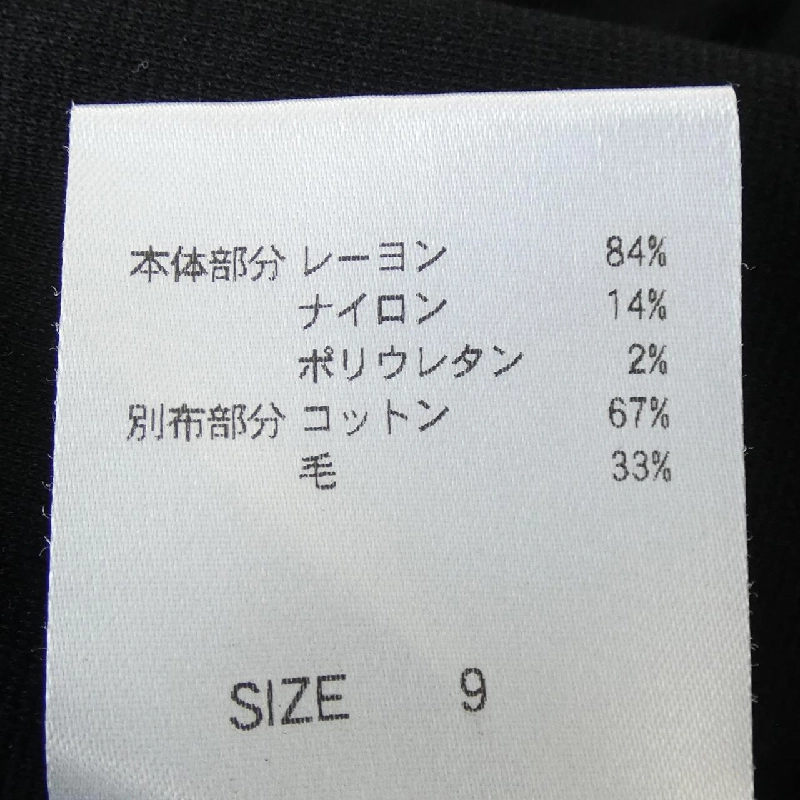 本体部分 レーヨン 84%
ナイロン 14%
ポリウレタン 2%
別布部分 コットン 67%
毛 33%
SIZE 9